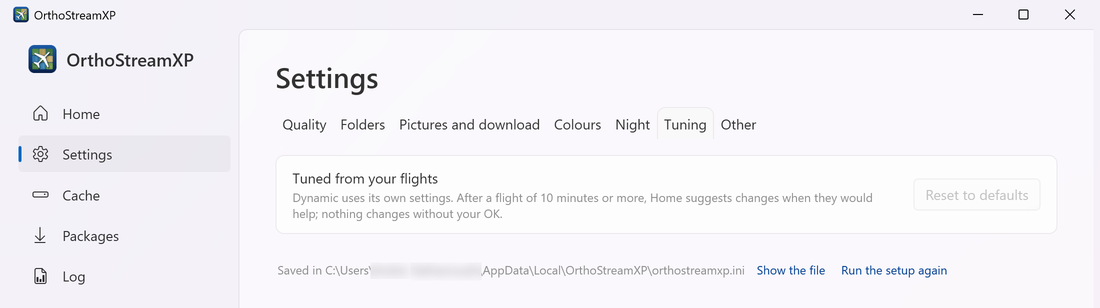 OrthoStreamXP
OrthoStreamXP
Home
Settings
Cache
Packages
Log
Settings
Quality Folders Pictures and download Colours Night Tuning Other
Tuned from your flights
Dynamic uses its own settings. After a flight of 10 minutes or more, Home suggests changes when they would
help; nothing changes without your OK.
Reset to defaults
Saved in C:\Users\ AppData\Local\OrthoStreamXP\orthostreamxp.ini Show the file Run the setup again